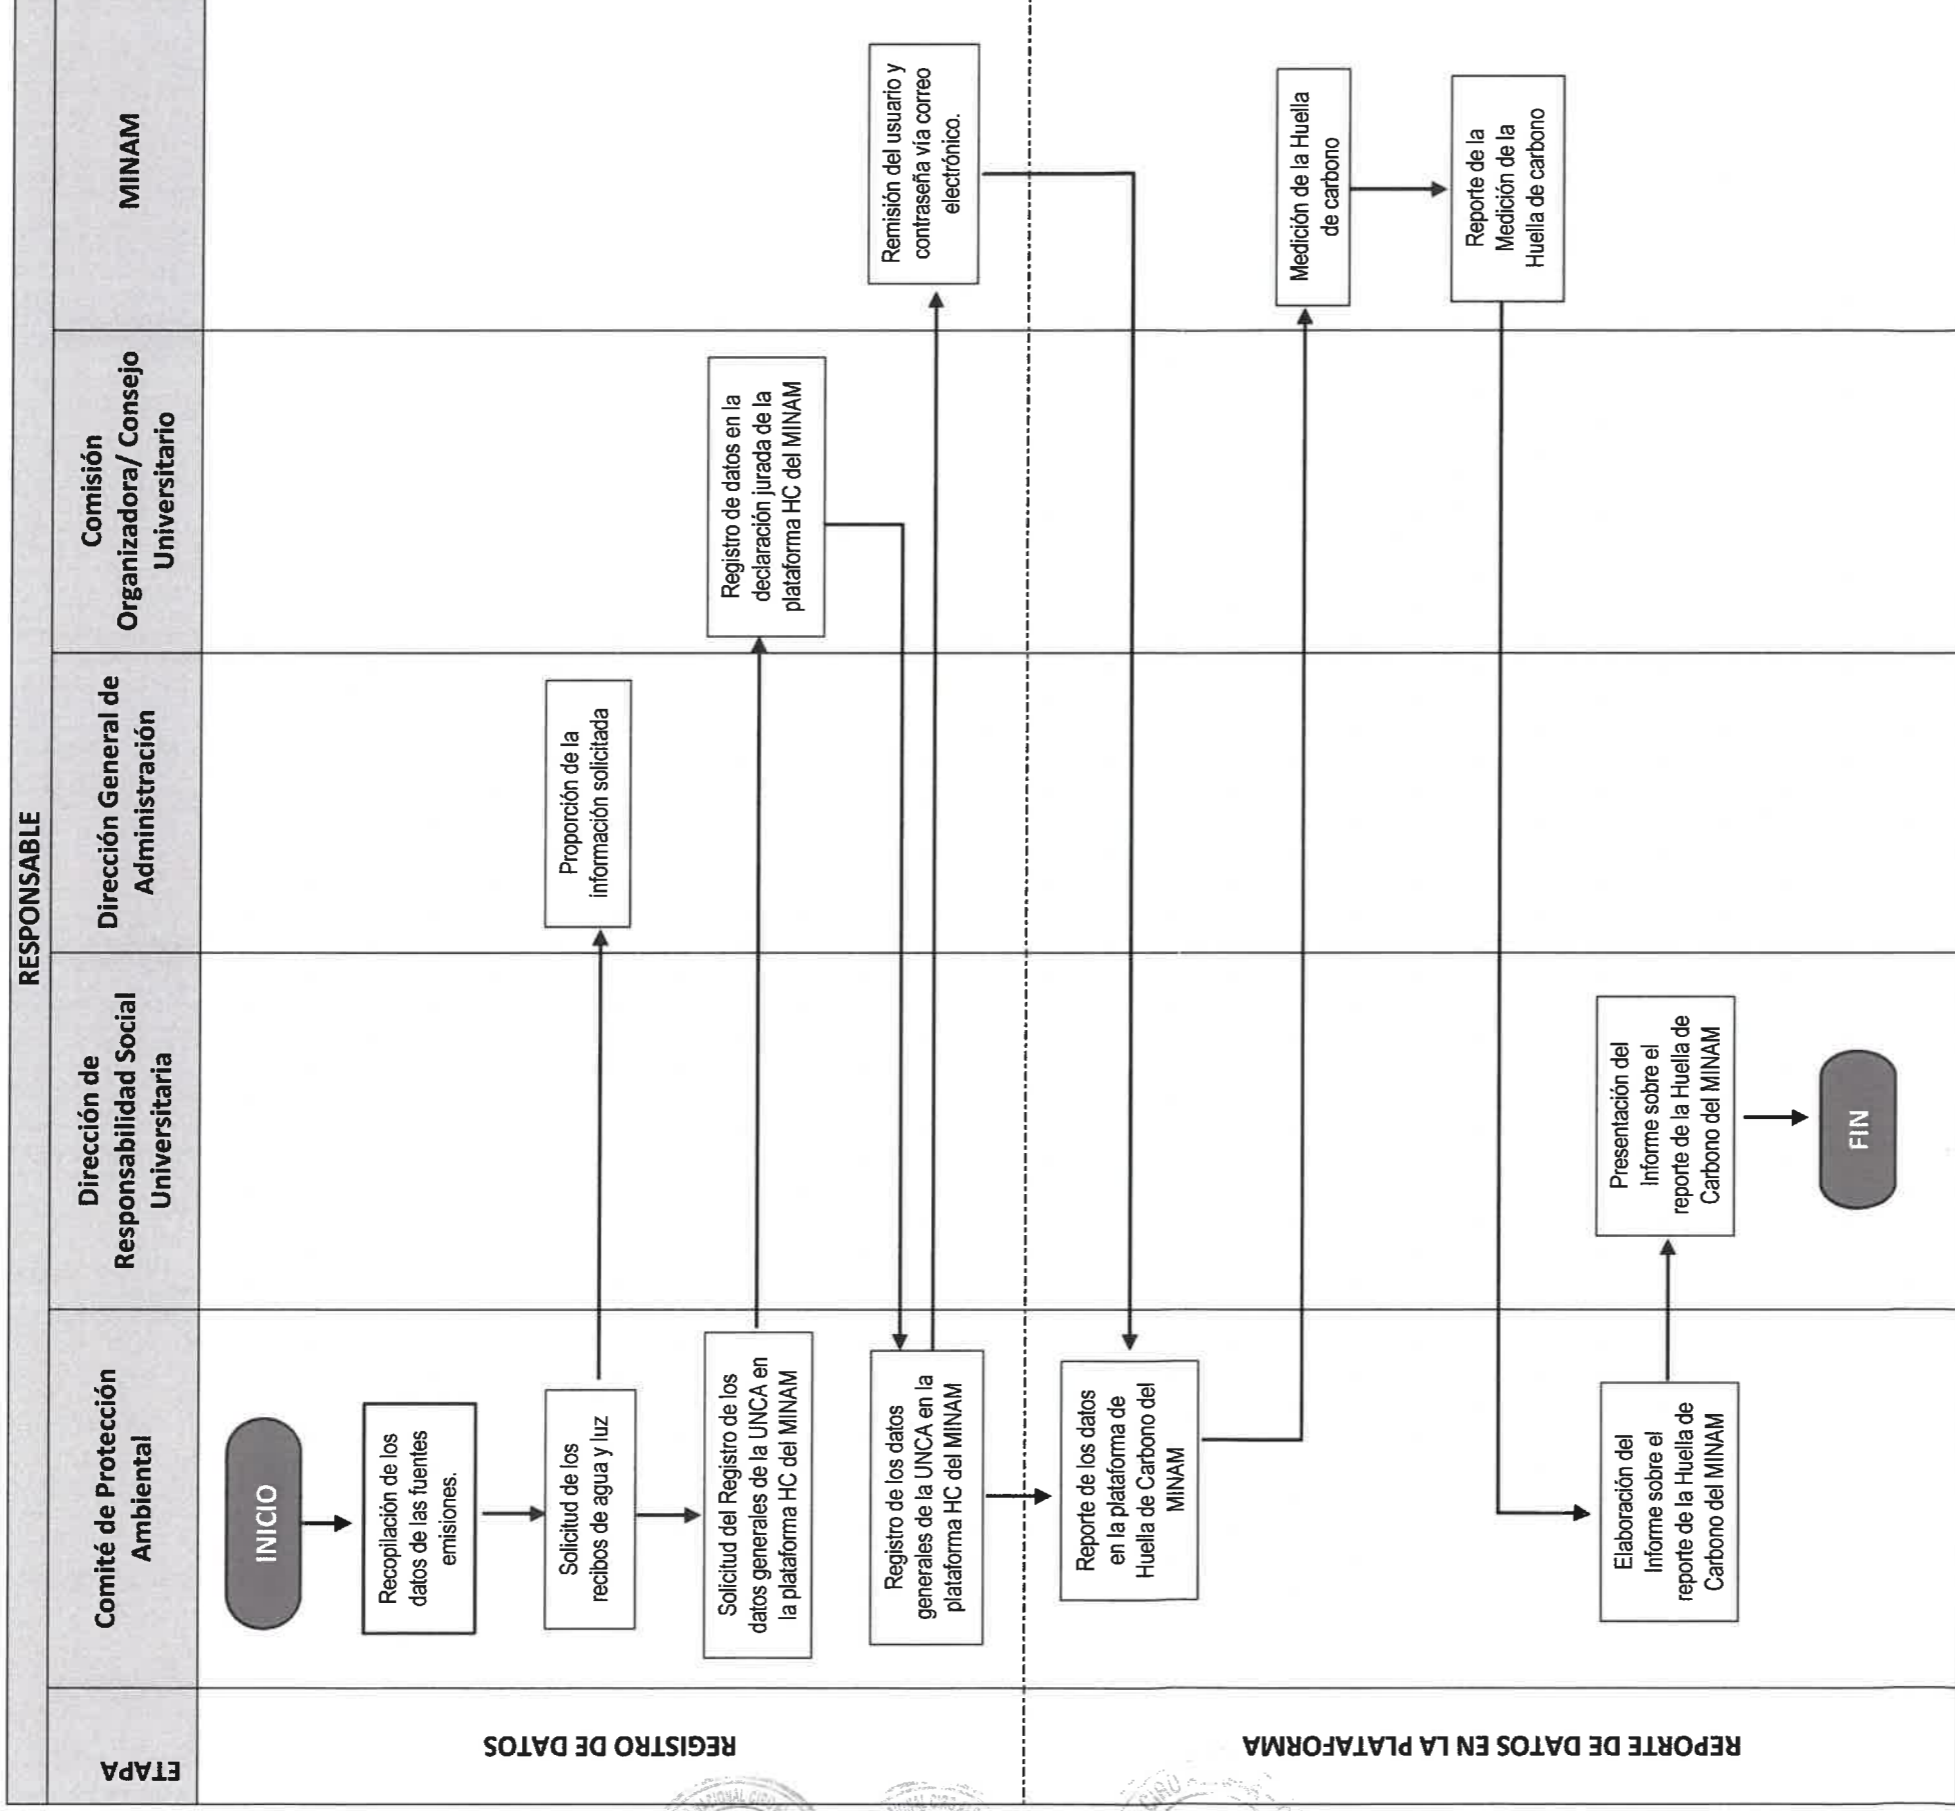 RESPONSABLE
ETAPA
Comité de Protección
Ambiental
Dirección de
Responsabilidad Social
Universitaria
Dirección General de
Administración
Comisión
Organizadora/ Consejo
Universitario
MINAM
REGISTRO DE DATOS
INICIO
Recopilación de los
datos de las fuentes
emisiones.
Solicitud de los
recibos de agua y luz
Proporción de la
información solicitada
Solicitud del Registro de los
datos generales de la UNCA en
la plataforma HC del MINAM
Registro de datos en la
declaración jurada de la
plataforma HC del MINAM
Registro de los datos
generales de la UNCA en la
plataforma HC del MINAM
Remisión del usuario y
contraseña vía correo
electrónico.
REPORTE DE DATOS EN LA PLATAFORMA
Reporte de los datos
en la plataforma de
Huella de Carbono del
MINAM
Medición de la Huella
de carbono
Reporte de la
Medición de la
Huella de carbono
Elaboración del
Informe sobre el
reporte de la Huella de
Carbono del MINAM
Presentación del
Informe sobre el
reporte de la Huella de
Carbono del MINAM
FIN